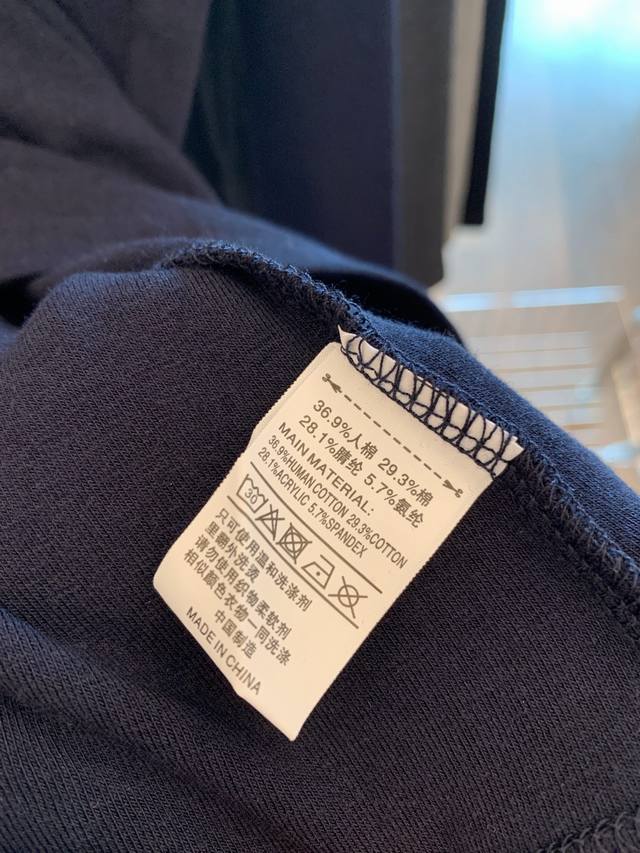 36.9%人棉 29.3%棉
28.1%腈纶 5.7%氨纶
MAIN MATERIAL:
36.9%HUMAN COTTON 29.3%COTTON
28.1%ACRYLIC 5.7%SPANDEX
30
只可使用温和洗涤剂
里翻外洗烫
请勿使用织物柔软剂
相似颜色衣物一同洗涤
中国制造
MADE IN CHINA